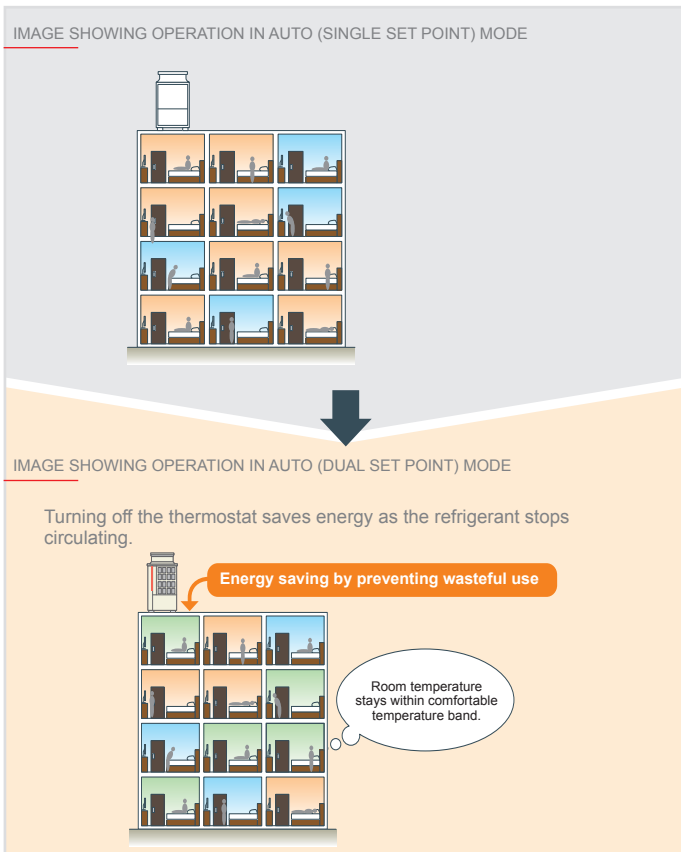 IMAGE SHOWING OPERATION IN AUTO (SINGLE SET POINT) MODE
IMAGE SHOWING OPERATION IN AUTO (DUAL SET POINT) MODE
Turning off the thermostat saves energy as the refrigerant stops
circulating.
Energy saving by preventing wasteful use
Room temperature
stays within comfortable
temperature band.